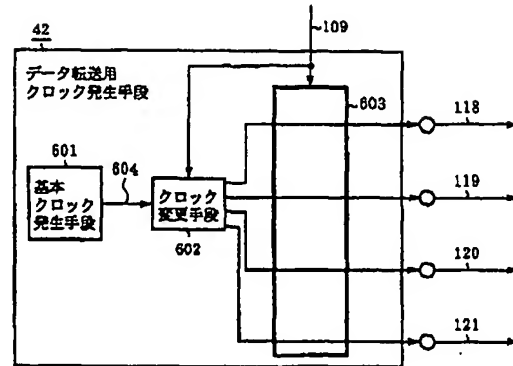 42
109
データ転送用
クロック発生手段
603
118
601
604
119
基本
クロック
発生手段
クロック
変更手段
602
120
121